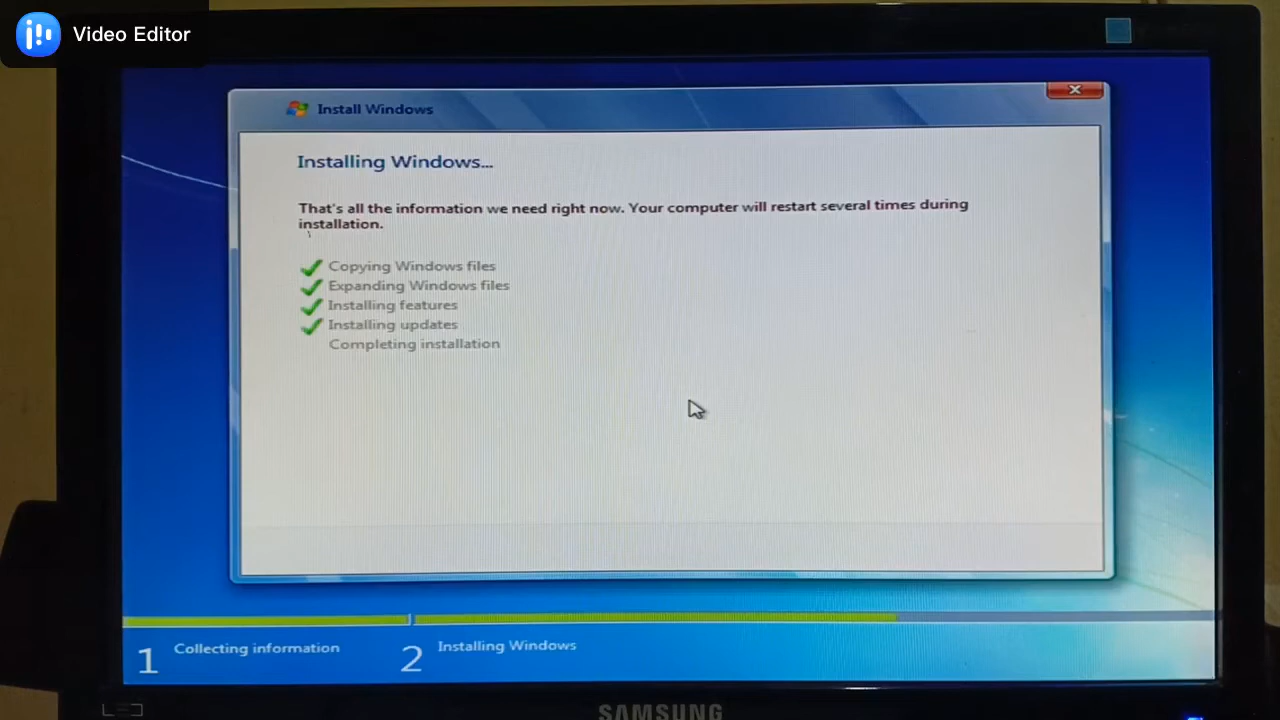 Video Editor
Install Windows
Installing Windows...
That's all the information we need right now. Your computer will restart several times during
installation.
Copying Windows files
Expanding Windows files
Installing features
Installing updates
Completing installation
1 Collecting information
2 Installing Windows
SAMSUNG